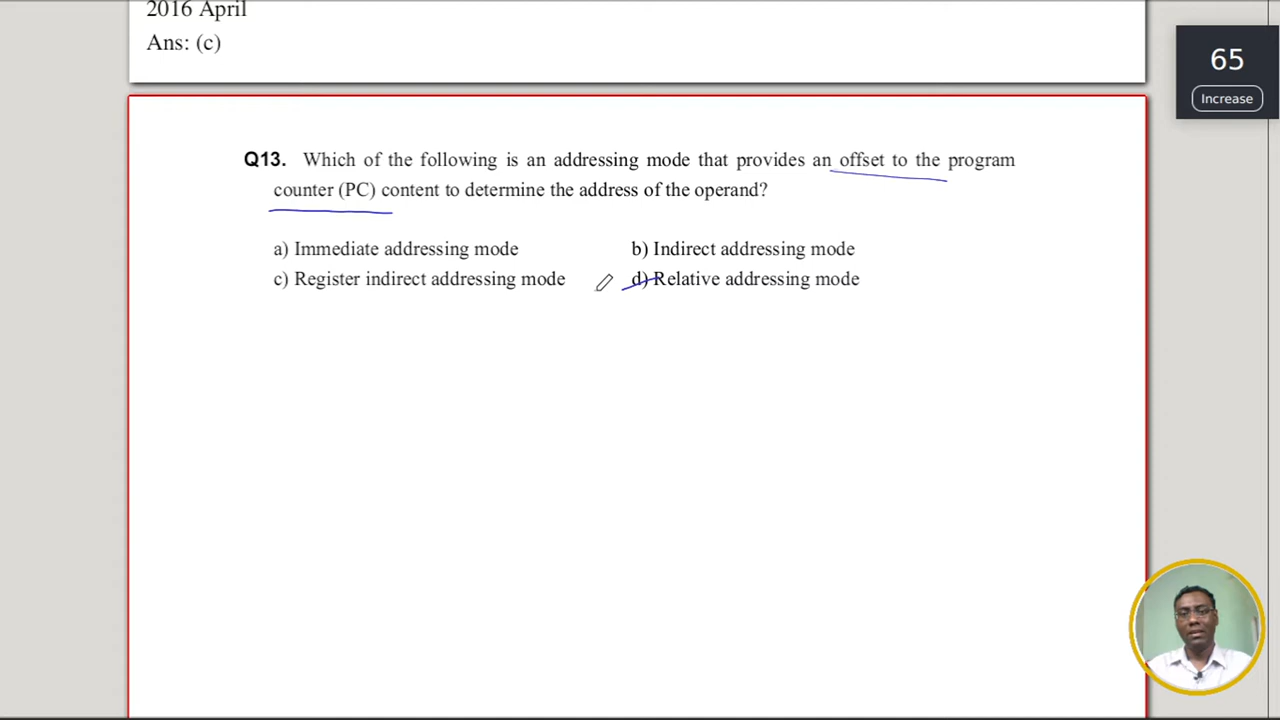 2016 April
Ans: (c)
65
Increase
Q13. Which of the following is an addressing mode that provides an offset to the program
counter (PC) content to determine the address of the operand?
a) Immediate addressing mode b) Indirect addressing mode
c) Register indirect addressing mode d) Relative addressing mode